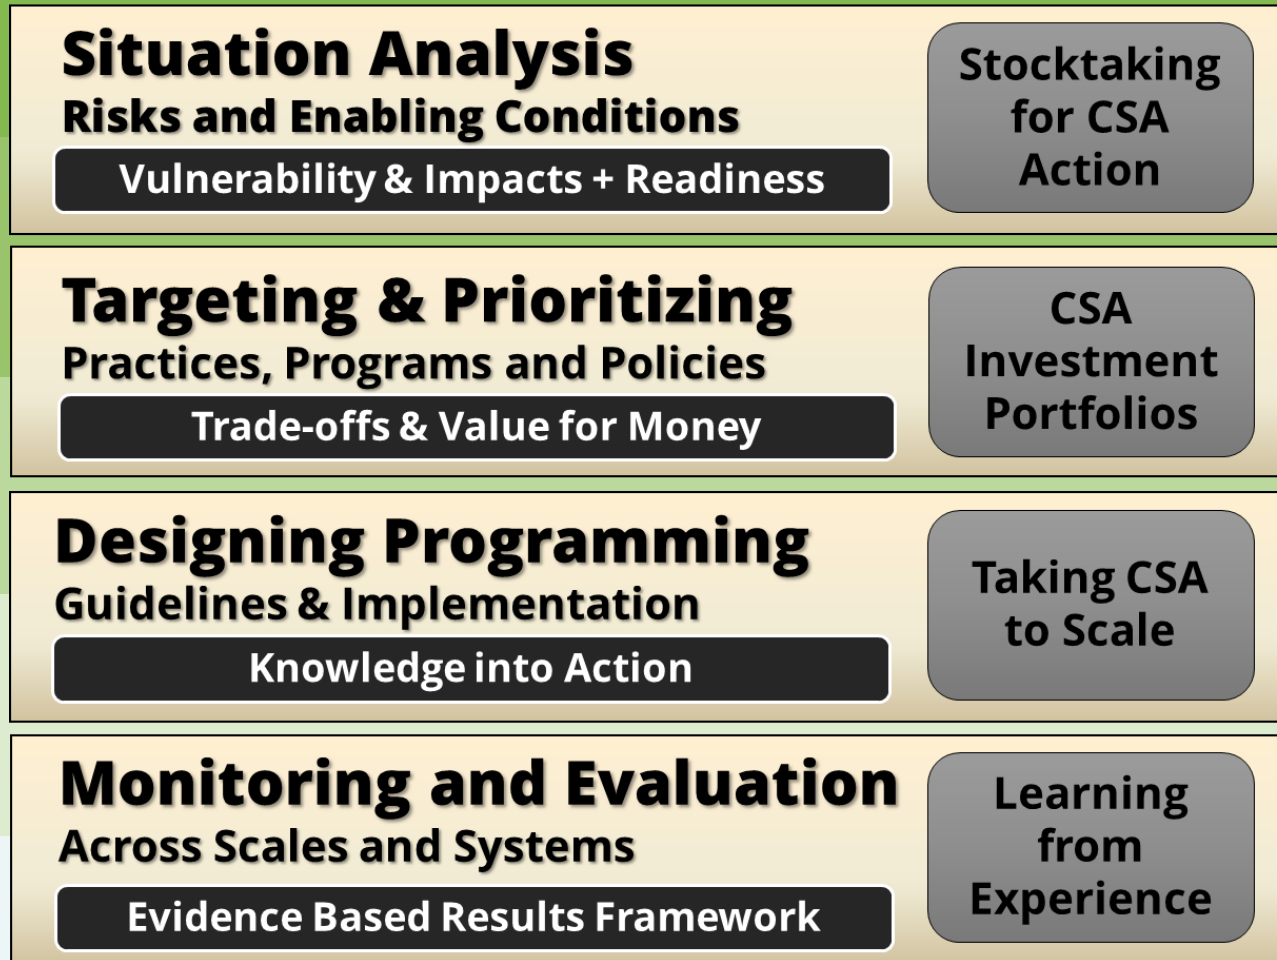 Situation Analysis
Risks and Enabling Conditions
Vulnerability & Impacts + Readiness
Stocktaking
for CSA
Action
Targeting & Prioritizing
Practices, Programs and Policies
Trade-offs & Value for Money
CSA
Investment
Portfolios
Designing Programming
Guidelines & Implementation
Knowledge into Action
Taking CSA
to Scale
Monitoring and Evaluation
Across Scales and Systems
Evidence Based Results Framework
Learning
from
Experience